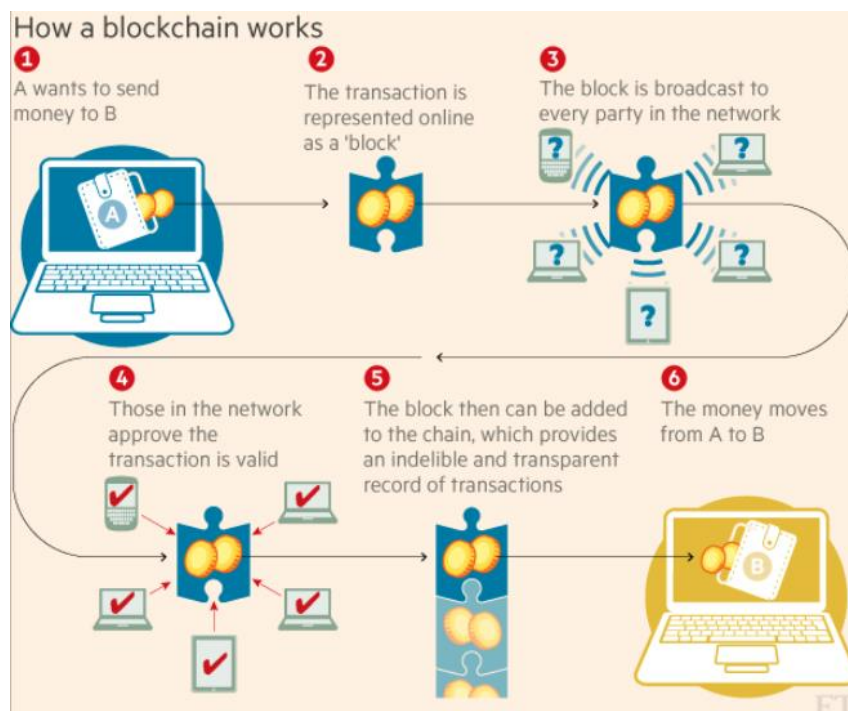 How a blockchain works
1
A wants to send
money to B
2
The transaction is
represented online
as a 'block'
3
The block is broadcast to
every party in the network
A
?
?
?
?
?
4
Those in the network
approve the
transaction is valid
5
The block then can be added
to the chain, which provides
an indelible and transparent
record of transactions
6
The money moves
from A to B
B